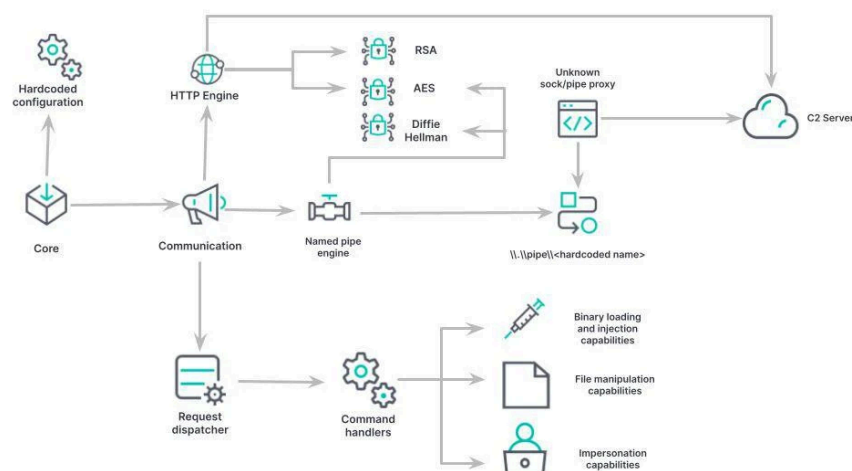 Hardcoded
configuration
HTTP Engine
RSA
AES
Diffie
Hellman
Unknown
sock/pipe proxy
C2 Server
Core
Communication
Named pipe
engine
\\.\\pipe\\<hardcoded name>
Request
dispatcher
Command
handlers
Binary loading
and injection
capabilities
File manipulation
capabilities
Impersonation
capabilities